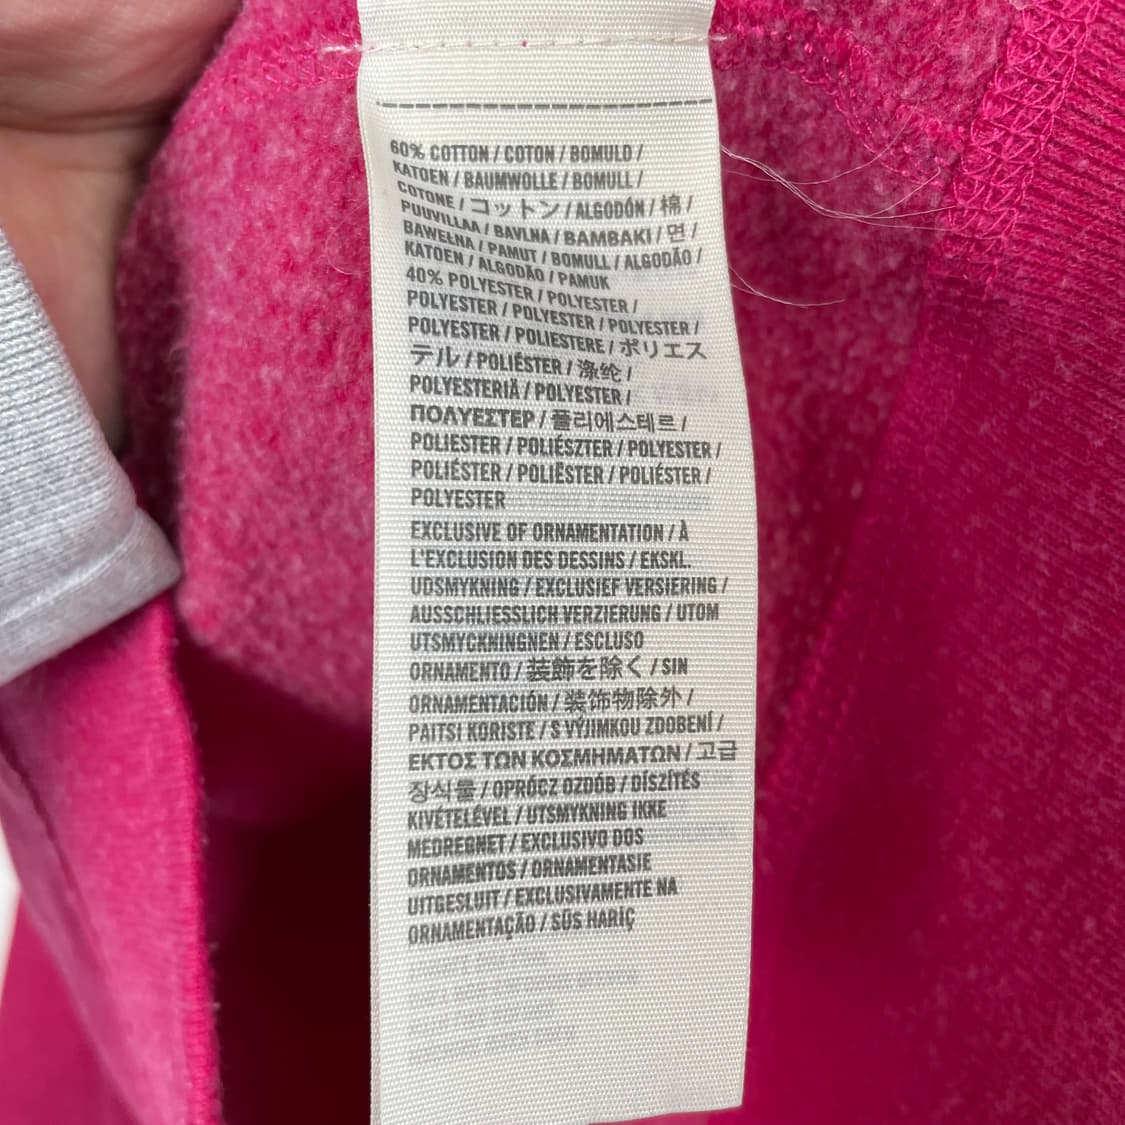 60% COTTON / COTON / BOMULD /
KATOEN / BAUMWOLLE / BOMULL /
COTONE / コットン / ALGODÓN / 棉 /
PUUVILLAA / BAVLNA / BAMBAKI / 면 /
BAWEŁNA / PAMUT / BOMULL / ALGODÃO /
KATOEN / ALGODÃO / PAMUK
40% POLYESTER / POLYESTER /
POLYESTER / POLYESTER / POLYESTER /
POLYESTER / POLIESTERE / ポリエス
テル / POLIÉSTER / 涤纶 /
POLYESTERIÄ / POLYESTER /
ΠΟΛΥΕΣΤΕΡ / 폴리에스테르 /
POLIESTER / POLIÉSZTER / POLYESTER /
POLIÉSTER / POLIËSTER / POLIÉSTER /
POLYESTER
EXCLUSIVE OF ORNAMENTATION / À
L'EXCLUSION DES DESSINS / EKSKL.
UDSMYKNING / EXCLUSIEF VERSIERING /
AUSSCHLIESSLICH VERZIERUNG / UTOM
UTSMYCKNINGNEN / ESCLUSO
ORNAMENTO / 装飾を除く / SIN
ORNAMENTACIÓN / 装饰物除外 /
PAITSI KORISTE / S VÝJIMKOU ZDOBENÍ /
ΕΚΤΟΣ ΤΩΝ ΚΟΣΜΗΜΑΤΩΝ / 고급
장식물 / OPRÓCZ OZDÓB / DÍSZÍTÉS
KIVÉTELÉVEL / UTSMYKNING IKKE
MEDREGNET / EXCLUSIVO DOS
ORNAMENTOS / ORNAMENTASIE
UITGESLUIT / EXCLUSIVAMENTE NA
ORNAMENTAÇÃO / SÜS HARİÇ